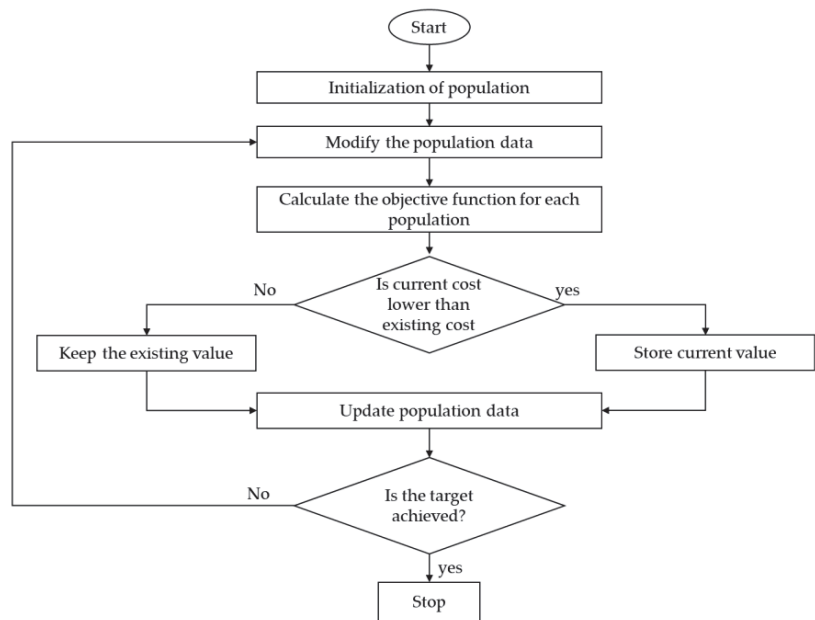 Start
Initialization of population
Modify the population data
Calculate the objective function for each
population
Is current cost
lower than
existing cost
No
yes
Keep the existing value
Store current value
Update population data
Is the target
achieved?
No
yes
Stop